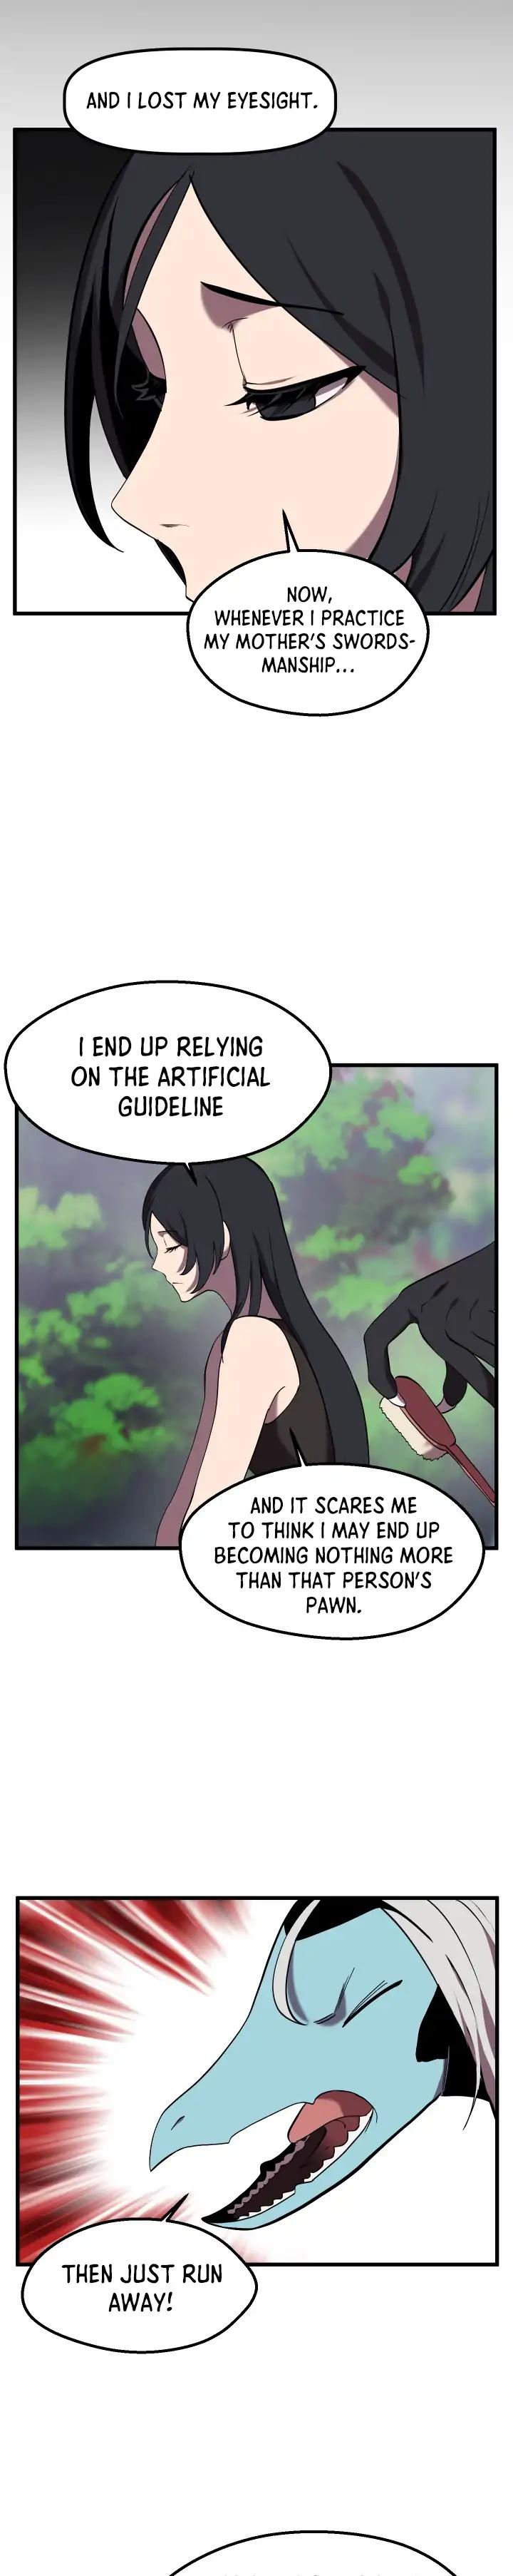 AND I LOST MY EYESIGHT.
NOW,
WHENEVER I PRACTICE
MY MOTHER'S SWORDS-
MANSHIP...
I END UP RELYING
ON THE ARTIFICIAL
GUIDELINE
AND IT SCARES ME
TO THINK I MAY END UP
BECOMING NOTHING MORE
THAN THAT PERSON'S
PAWN.
THEN JUST RUN
AWAY!